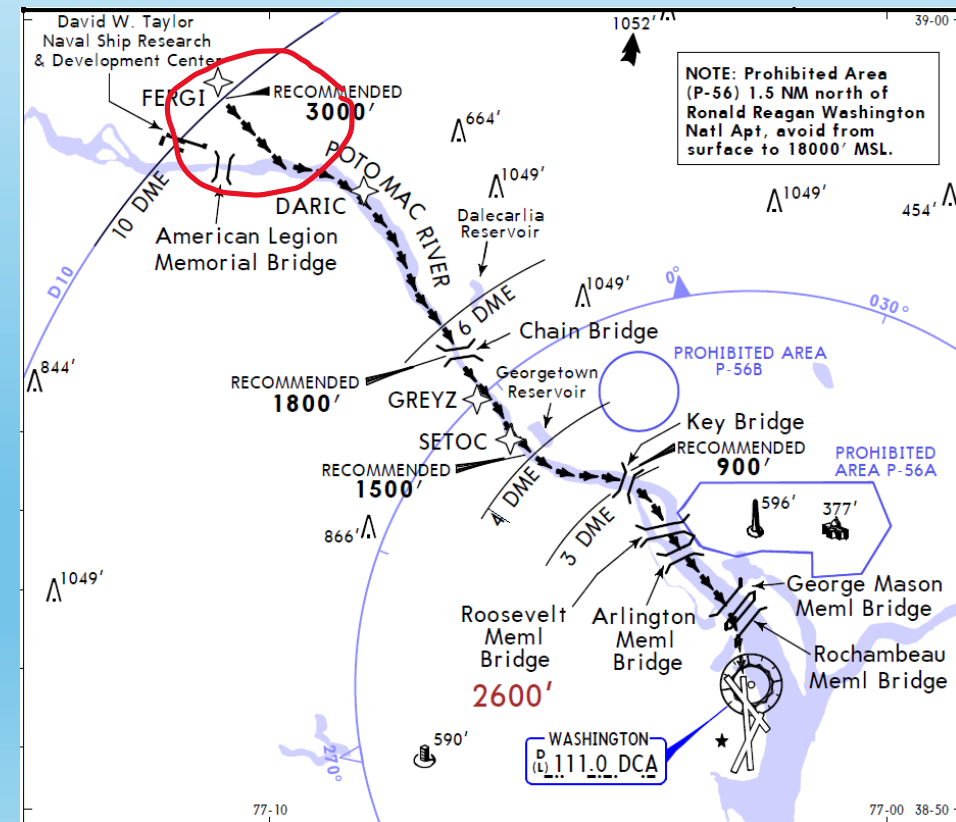 David W. Taylor
Naval Ship Research
& Development Center
FERGI
RECOMMENDED
3000'
1052'
39-00
NOTE: Prohibited Area
(P-56) 1.5 NM north of
Ronald Reagan Washington
Natl Apt, avoid from
surface to 18000' MSL.
664'
POTOMAC RIVER
1049'
1049'
454'
10 DME
DARIC
American Legion
Memorial Bridge
Dalecarlia
Reservoir
D10
6 DME
1049'
0°
030°
Chain Bridge
844'
RECOMMENDED
1800'
PROHIBITED AREA
P-56B
Georgetown
Reservoir
GREYZ
SETOC
Key Bridge
RECOMMENDED
900'
RECOMMENDED
1500'
4 DME
PROHIBITED
AREA P-56A
596'
377'
866'
3 DME
1049'
George Mason
Meml Bridge
Roosevelt
Meml
Bridge
Arlington
Meml
Bridge
Rochambeau
Meml Bridge
2600'
590'
270°
WASHINGTON
D
(L) 111.0 DCA
77-10
77-00 38-50